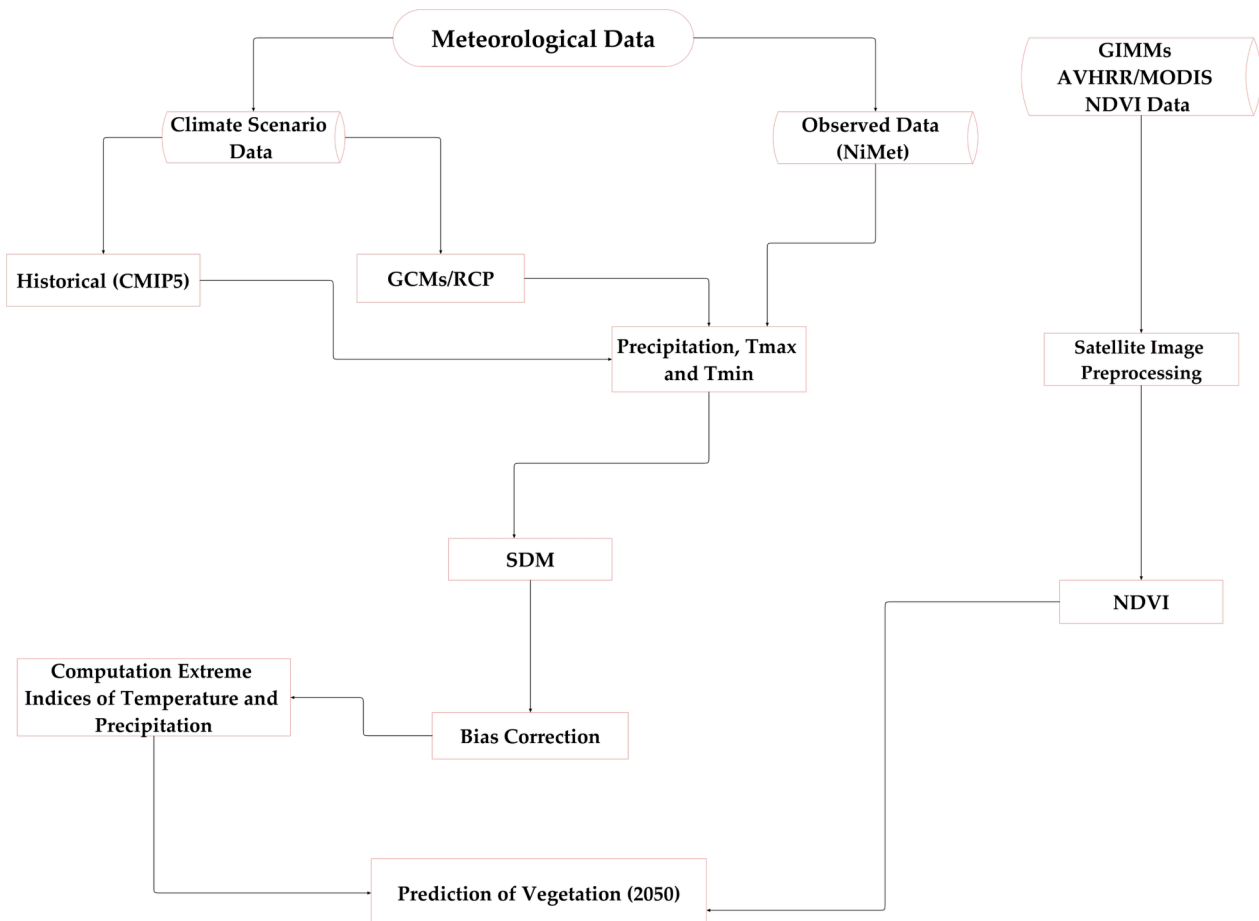 Meteorological Data
GIMMs
AVHRR/MODIS
NDVI Data
Climate Scenario
Data
Observed Data
(NiMet)
Historical (CMIP5)
GCMs/RCP
Precipitation, Tmax
and Tmin
Satellite Image
Preprocessing
SDM
NDVI
Computation Extreme
Indices of Temperature and
Precipitation
Bias Correction
Prediction of Vegetation (2050)